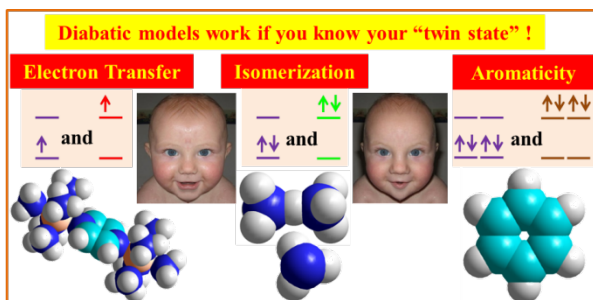 Diabatic models work if you know your “twin state” !
Electron Transfer
Isomerization
Aromaticity
and
and
and